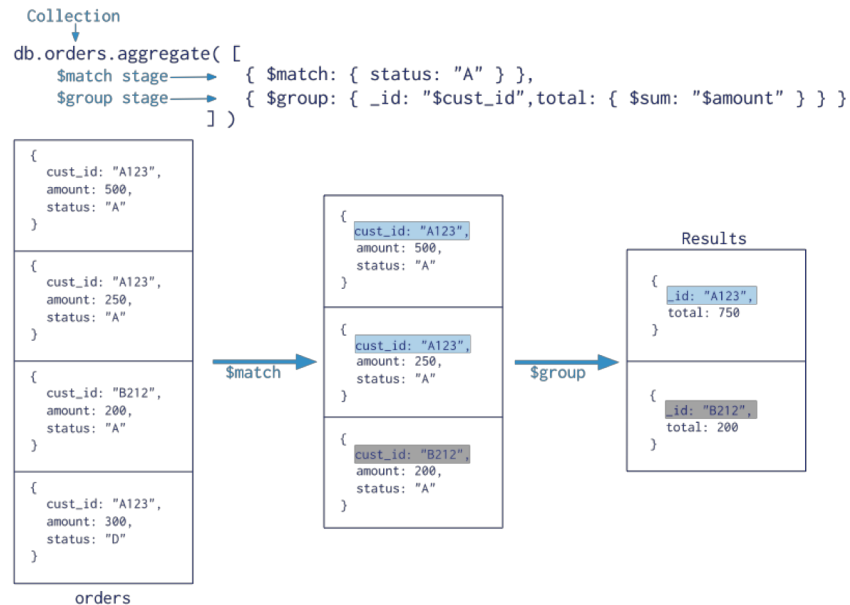 Collection
db.orders.aggregate( [
$match stage { $match: { status: "A" } },
$group stage { $group: { _id: "$cust_id",total: { $sum: "$amount" } } }
] )
{
cust_id: "A123",
amount: 500,
status: "A"
}
{
cust_id: "A123",
amount: 250,
status: "A"
}
{
cust_id: "B212",
amount: 200,
status: "A"
}
{
cust_id: "A123",
amount: 300,
status: "D"
}
orders
$match
{
cust_id: "A123",
amount: 500,
status: "A"
}
{
cust_id: "A123",
amount: 250,
status: "A"
}
{
cust_id: "B212",
amount: 200,
status: "A"
}
$group
Results
{
_id: "A123",
total: 750
}
{
_id: "B212",
total: 200
}